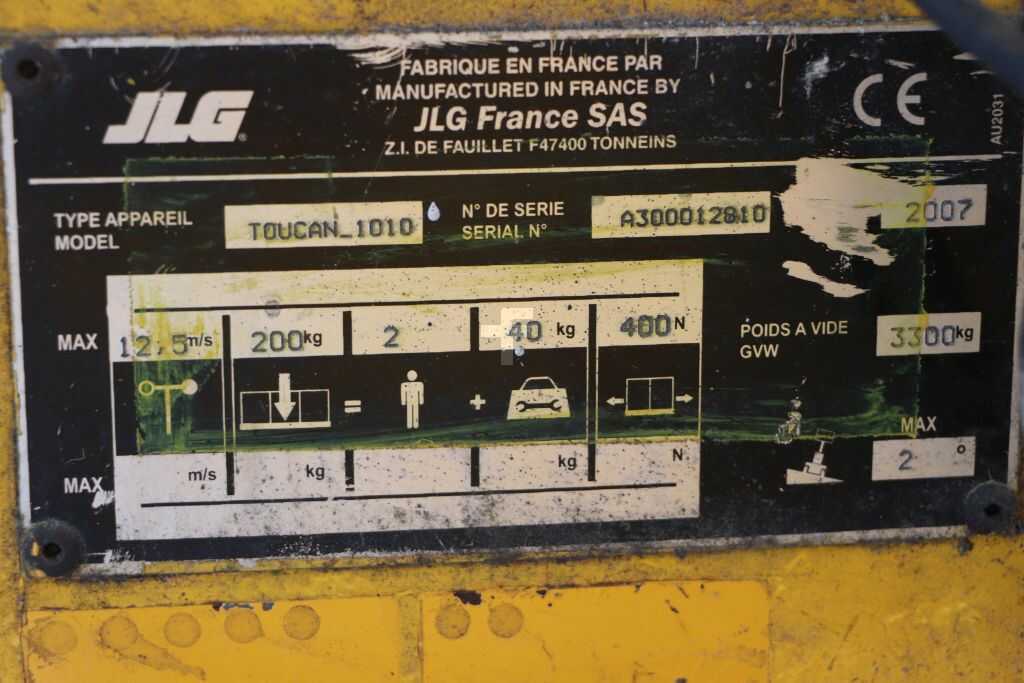 JLG
FABRIQUE EN FRANCE PAR
MANUFACTURED IN FRANCE BY
JLG France SAS
Z.I. DE FAUILLET F47400 TONNEINS
CE
AU2031
TYPE APPAREIL
MODEL
TOUCAN_1010
N° DE SERIE
SERIAL N°
A300012810
2007
MAX 12,5m/s 200kg 2 40 kg 400N
POIDS A VIDE
GVW
3300kg
= +
MAX m/s kg = kg N
MAX
2 °